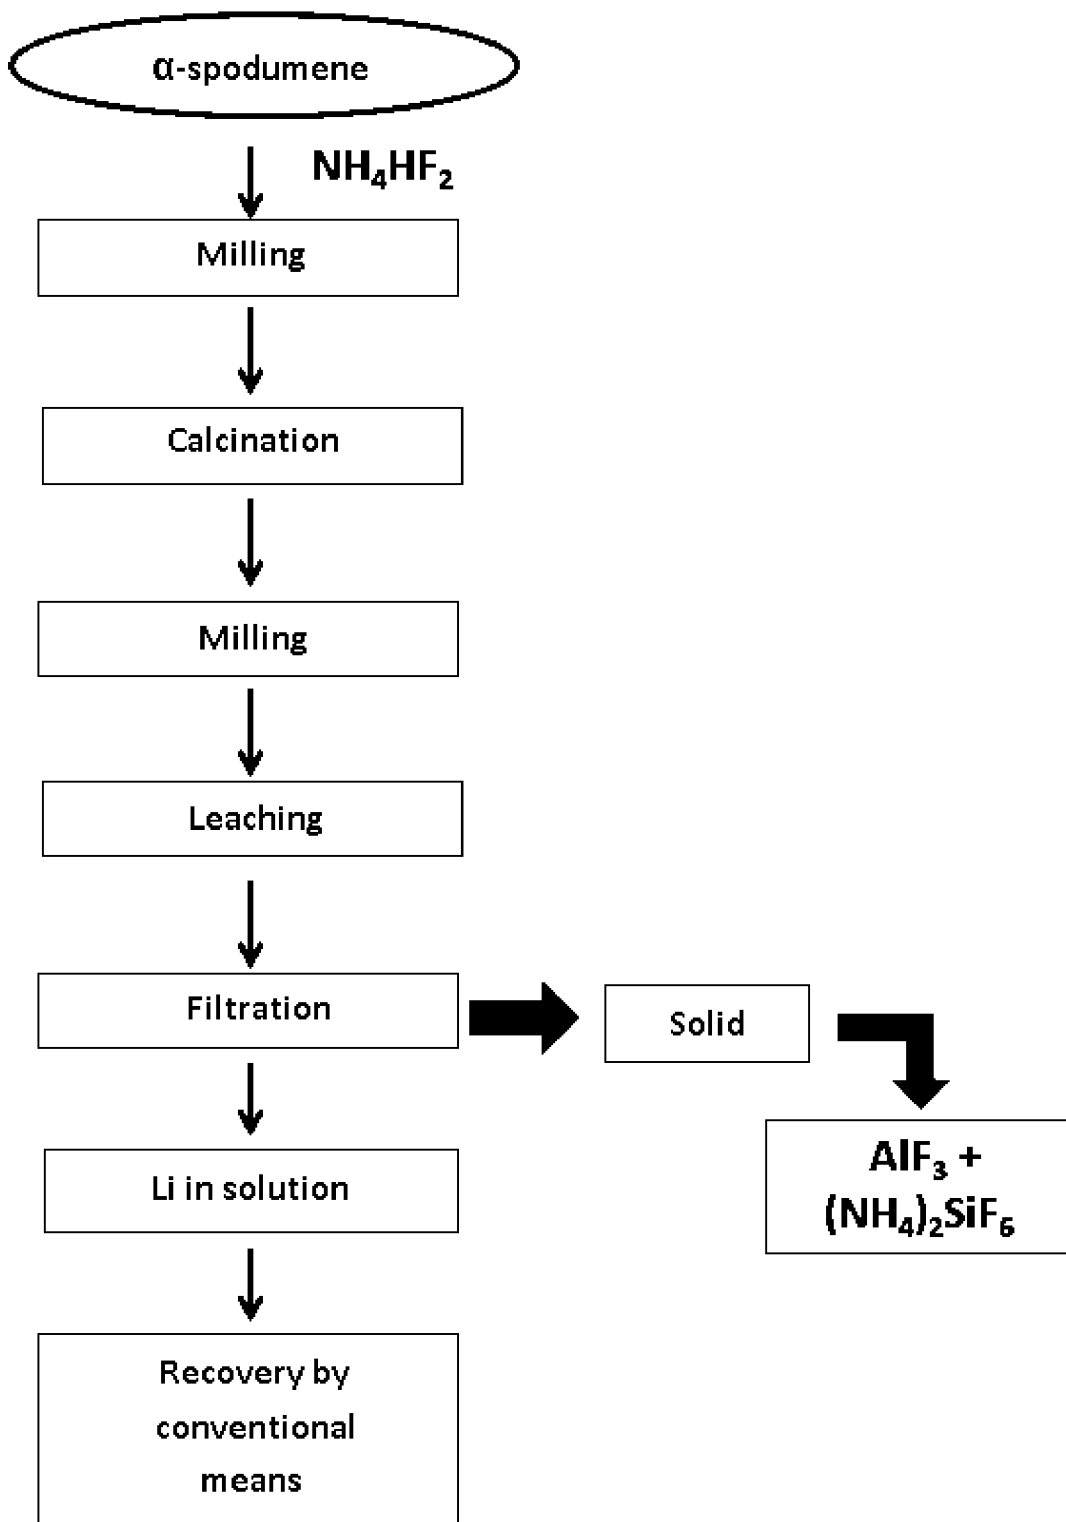 α-spodumene
NH₄HF₂
Milling
Calcination
Milling
Leaching
Filtration
Solid
AlF₃ +
(NH₄)₂SiF₆
Li in solution
Recovery by
conventional
means